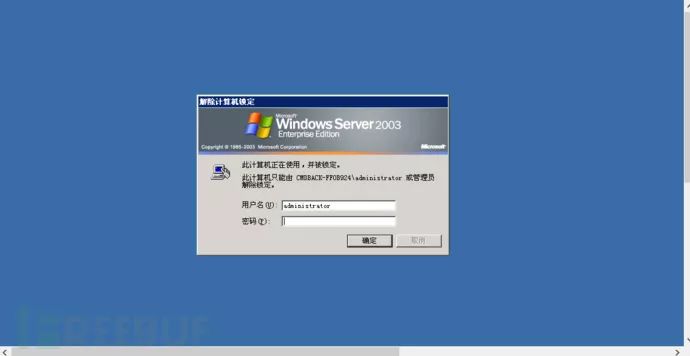 解除计算机锁定
Microsoft
Windows Server 2003
Enterprise Edition
Copyright © 1985-2003 Microsoft Corporation
Microsoft
此计算机正在使用，并被锁定。
此计算机只能由 CWSBACK-FF0B924\administrator 或管理员
解除锁定。
用户名(U):
administrator
密码(P):
确定
取消
REEBUF